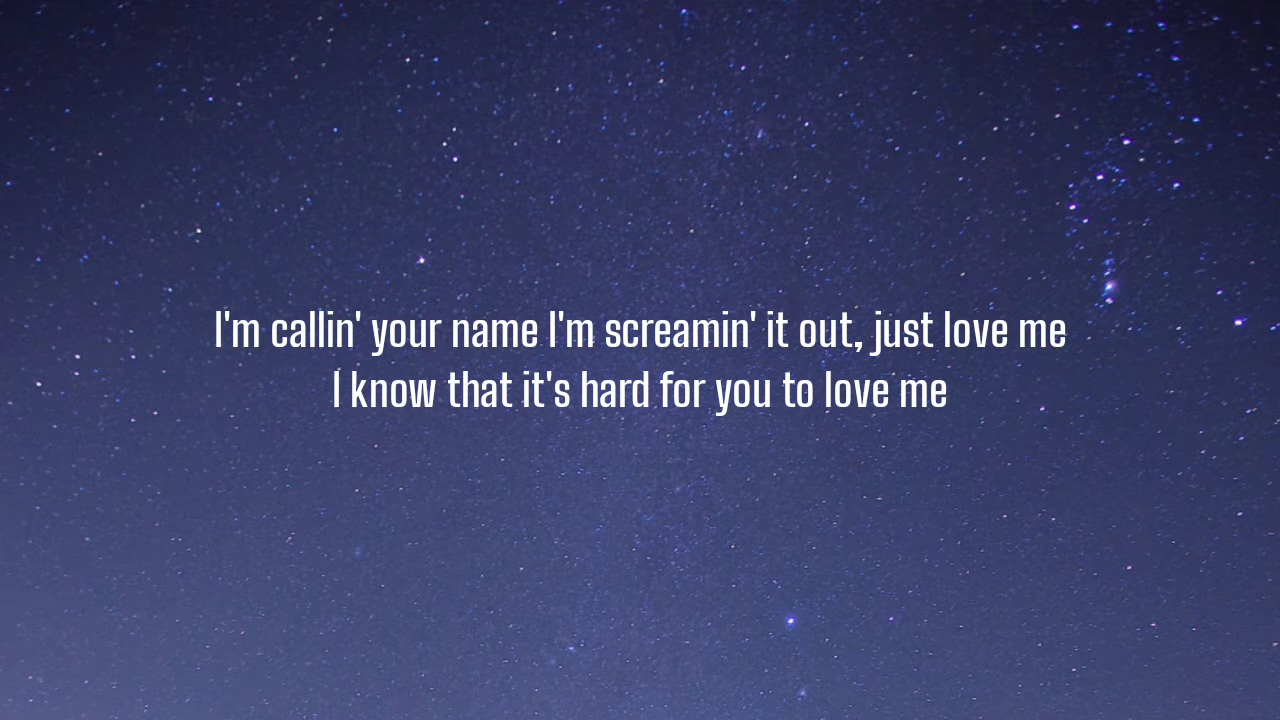 I'm callin' your name I'm screamin' it out, just love me
I know that it's hard for you to love me